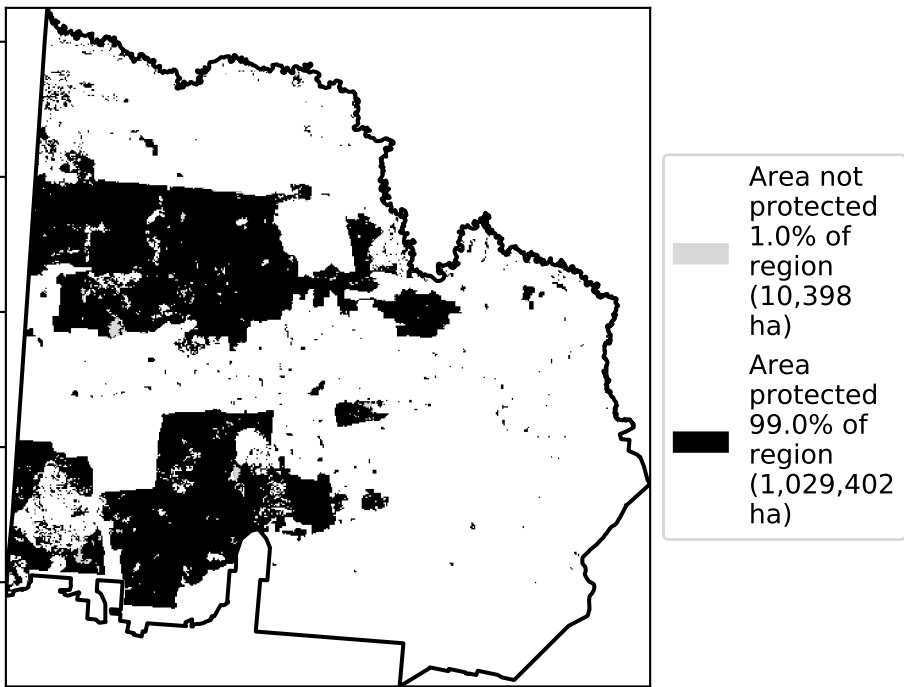 Area not
protected
1.0% of
region
(10,398
ha)
Area
protected
99.0% of
region
(1,029,402
ha)